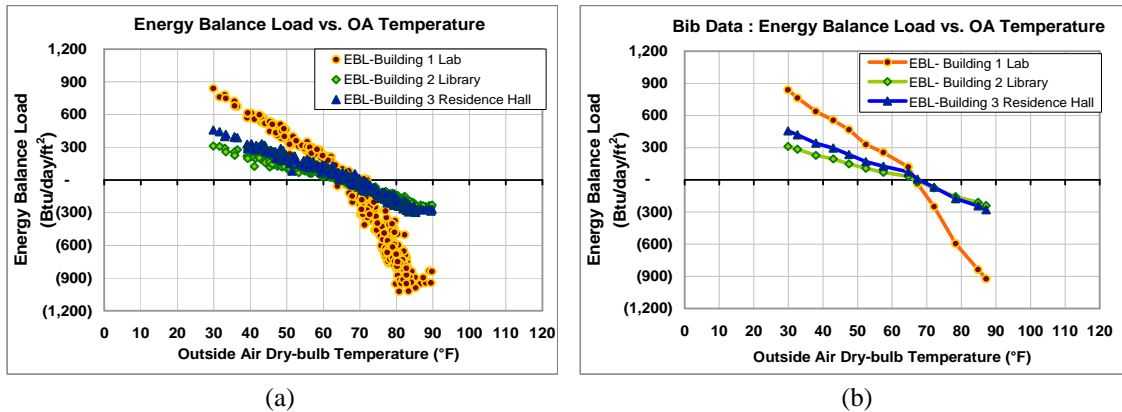 Energy Balance Load vs. OA Temperature
1,200
900
600
300
-
(300)
(600)
(900)
(1,200)
Energy Balance Load
(Btu/day/ft²)
EBL-Building 1 Lab
EBL-Building 2 Library
EBL-Building 3 Residence Hall
0 10 20 30 40 50 60 70 80 90 100 110 120
Outside Air Dry-bulb Temperature (°F)
(a)
Bib Data : Energy Balance Load vs. OA Temperature
1,200
900
600
300
-
(300)
(600)
(900)
(1,200)
Energy Balance Load
(Btu/day/ft²)
EBL- Building 1 Lab
EBL- Building 2 Library
EBL-Building 3 Residence Hall
0 10 20 30 40 50 60 70 80 90 100 110 120
Outside Air Dry-bulb Temperature (°F)
(b)